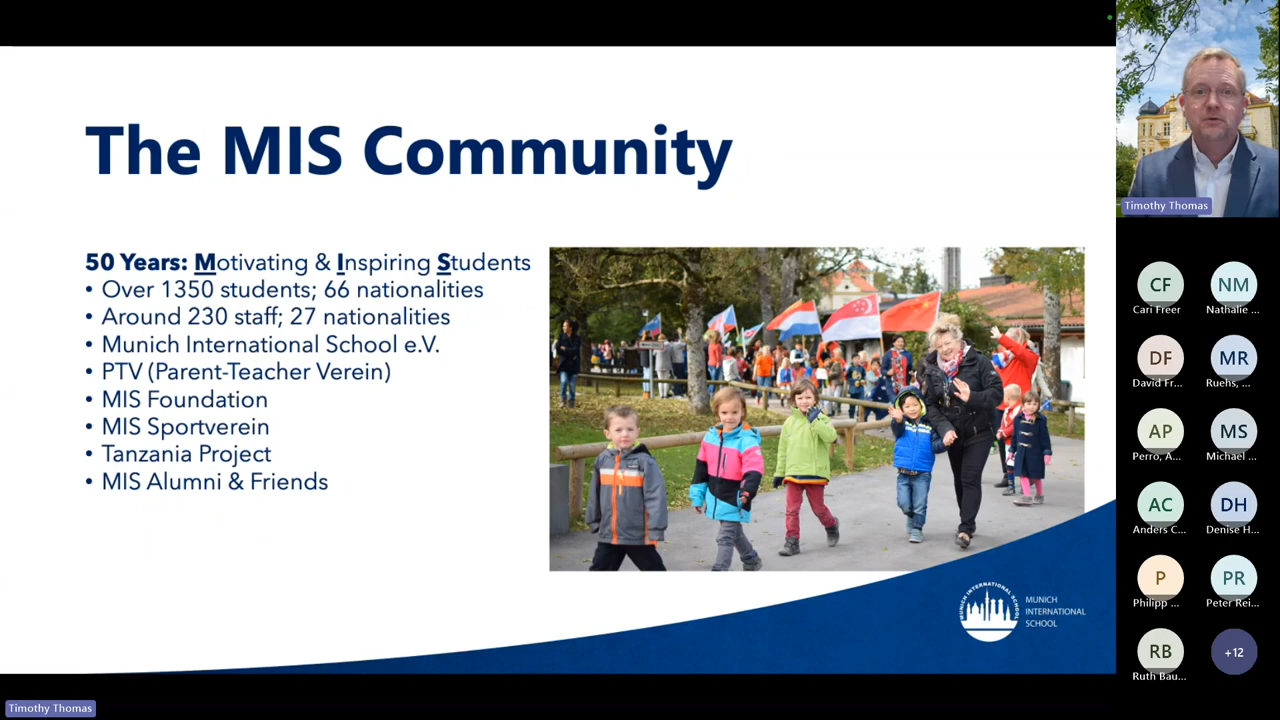 The MIS Community
50 Years: Motivating & Inspiring Students
• Over 1350 students; 66 nationalities
• Around 230 staff; 27 nationalities
• Munich International School e.V.
• PTV (Parent-Teacher Verein)
• MIS Foundation
• MIS Sportverein
• Tanzania Project
• MIS Alumni & Friends
MUNICH INTERNATIONAL SCHOOL
MUNICH
INTERNATIONAL
SCHOOL
Timothy Thomas
CF
Cari Freer
NM
Nathalie ...
DF
David Fr...
MR
Ruehs, ...
AP
Perro, A...
MS
Michael ...
AC
Anders C...
DH
Denise H...
P
Philipp ...
PR
Peter Rei...
RB
Ruth Bau...
+12
Timothy Thomas